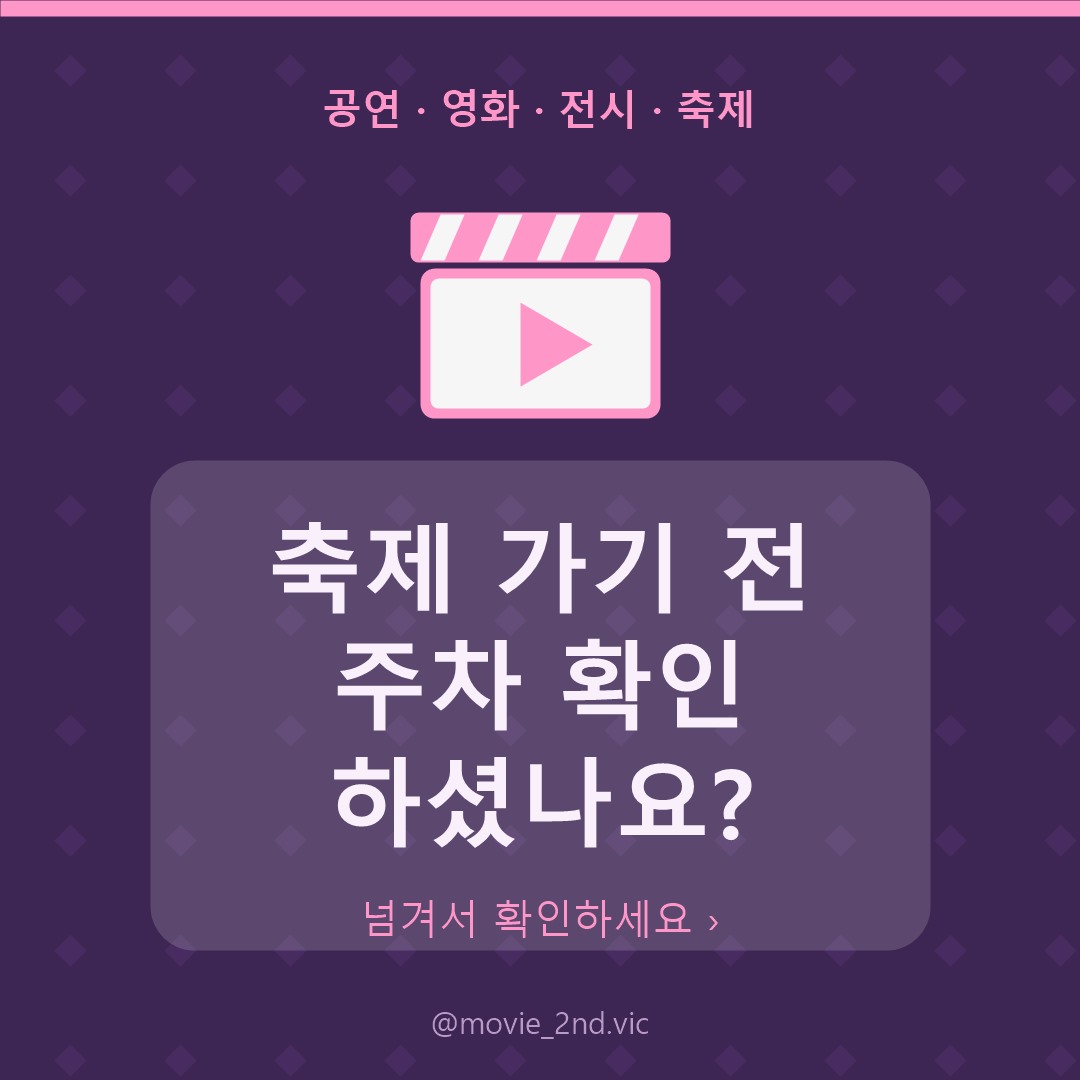 공연 · 영화 · 전시 · 축제
축제 가기 전
주차 확인
하셨나요?
넘겨서 확인하세요 ›
@movie_2nd.vic